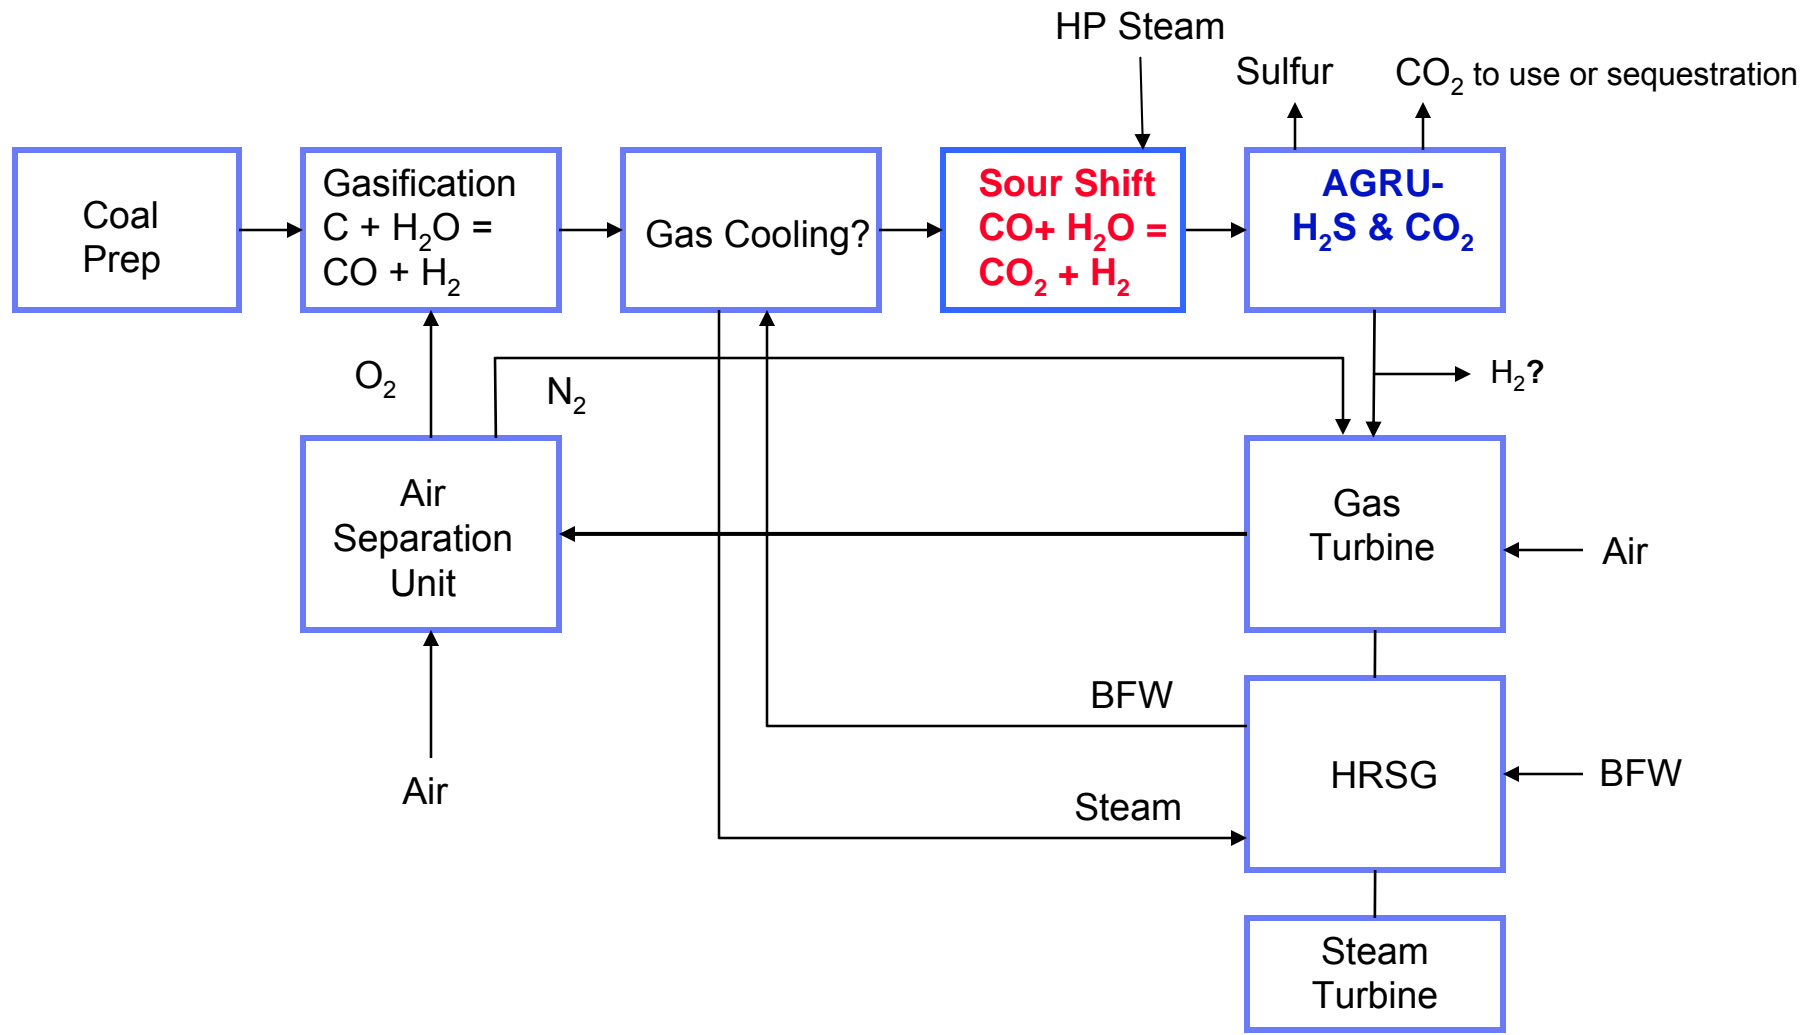 HP Steam
Sulfur
CO₂ to use or sequestration
Coal
Prep
Gasification
C + H₂O =
CO + H₂
Gas Cooling?
Sour Shift
CO+ H₂O =
CO₂ + H₂
AGRU-
H₂S & CO₂
O₂
N₂
H₂?
Air
Separation
Unit
Gas
Turbine
Air
BFW
HRSG
BFW
Air
Steam
Steam
Turbine